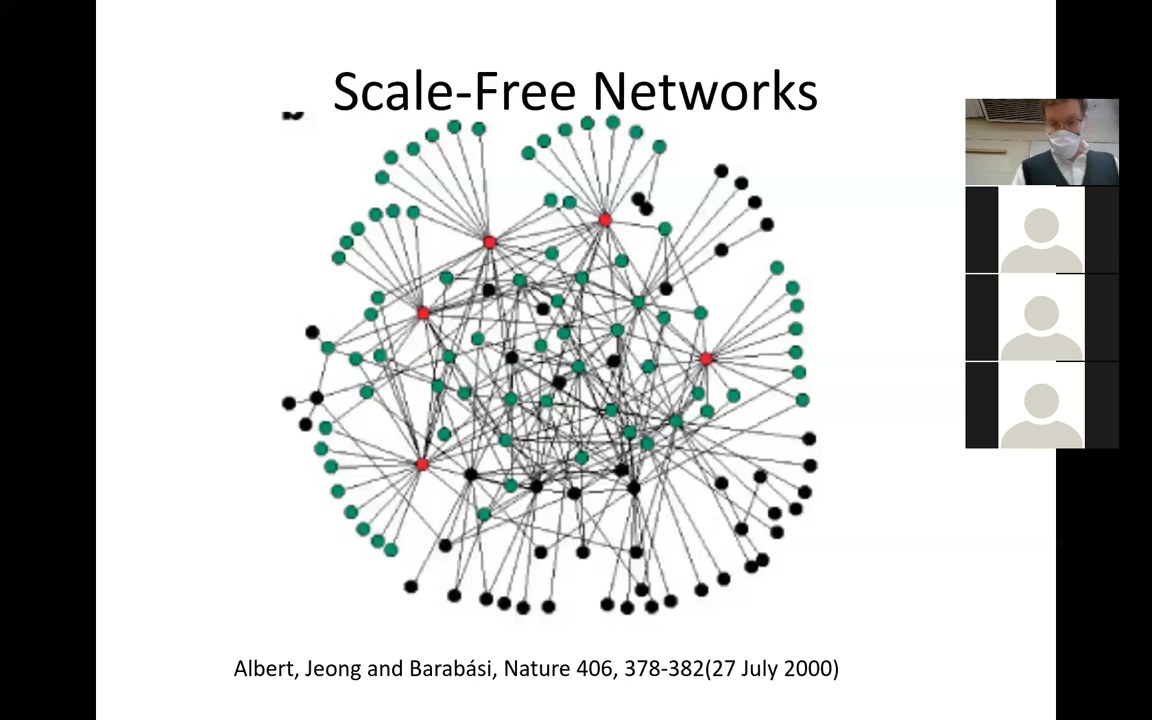 Scale-Free Networks
Albert, Jeong and Barabási, Nature 406, 378-382(27 July 2000)